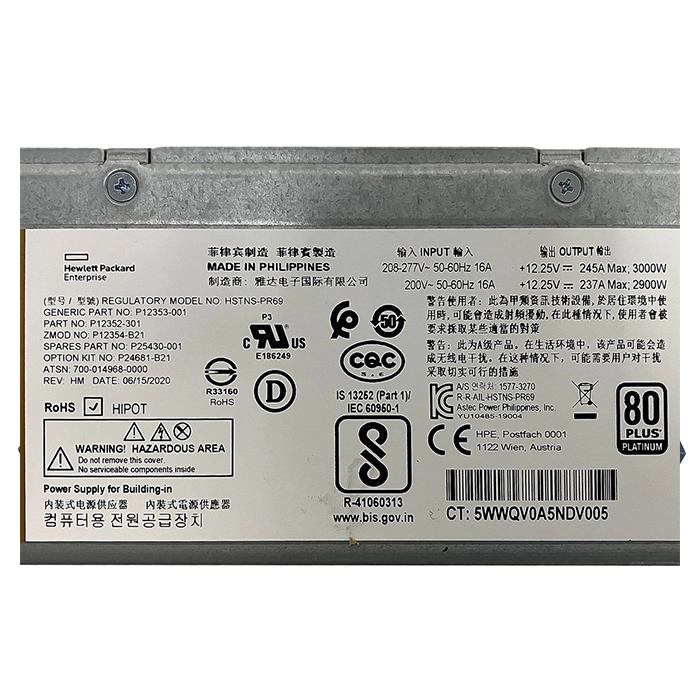 Hewlett Packard
Enterprise
菲律宾制造 菲律賓製造
MADE IN PHILIPPINES
制造商：雅达电子国际有限公司
输入 INPUT 輸入
208-277V~ 50-60Hz 16A
200V~ 50-60Hz 16A
输出 OUTPUT 輸出
+12.25V⎓ 245A Max; 3000W
+12.25V⎓ 237A Max; 2900W
(型号 / 型號) REGULATORY MODEL NO. HSTNS-PR69
GENERIC PART NO: P12353-001
PART NO: P12352-301
ZMOD NO: P12354-B21
SPARES PART NO: P25430-001
OPTION KIT NO: P24681-B21
ATSN: 700-014968-0000
REV: HM DATE: 06/15/2020
RoHS ✓ HIPOT
WARNING! HAZARDOUS AREA
Do not remove this cover.
No serviceable components inside.
Power Supply for Building-in
内装式电源供应器 內裝式電源供應器
컴퓨터용 전원공급장치
P3
C RU US
E186249
R33160
RoHS
D
50
CQC
IS 13252 (Part 1)/
IEC 60950-1
R-41060313
www.bis.gov.in
警告使用者: 此為甲類資訊技術設備, 於居住環境中使用時, 可能會造成射頻擾動, 在此種情況下, 使用者會被要求採取某些適當的對策
警告: 此为A级产品, 在生活环境中, 该产品可能会造成无线电干扰。在这种情况下, 可能需要用户对干扰采取切实可行的措施
A/S 연락처: 1577-3270
R-R-AIL-HSTNS-PR69
Astec Power Philippines, Inc.
YU10485-19004
CE HPE, Postfach 0001
1122 Wien, Austria
80
PLUS
PLATINUM
CT: 5WWQV0A5NDV005